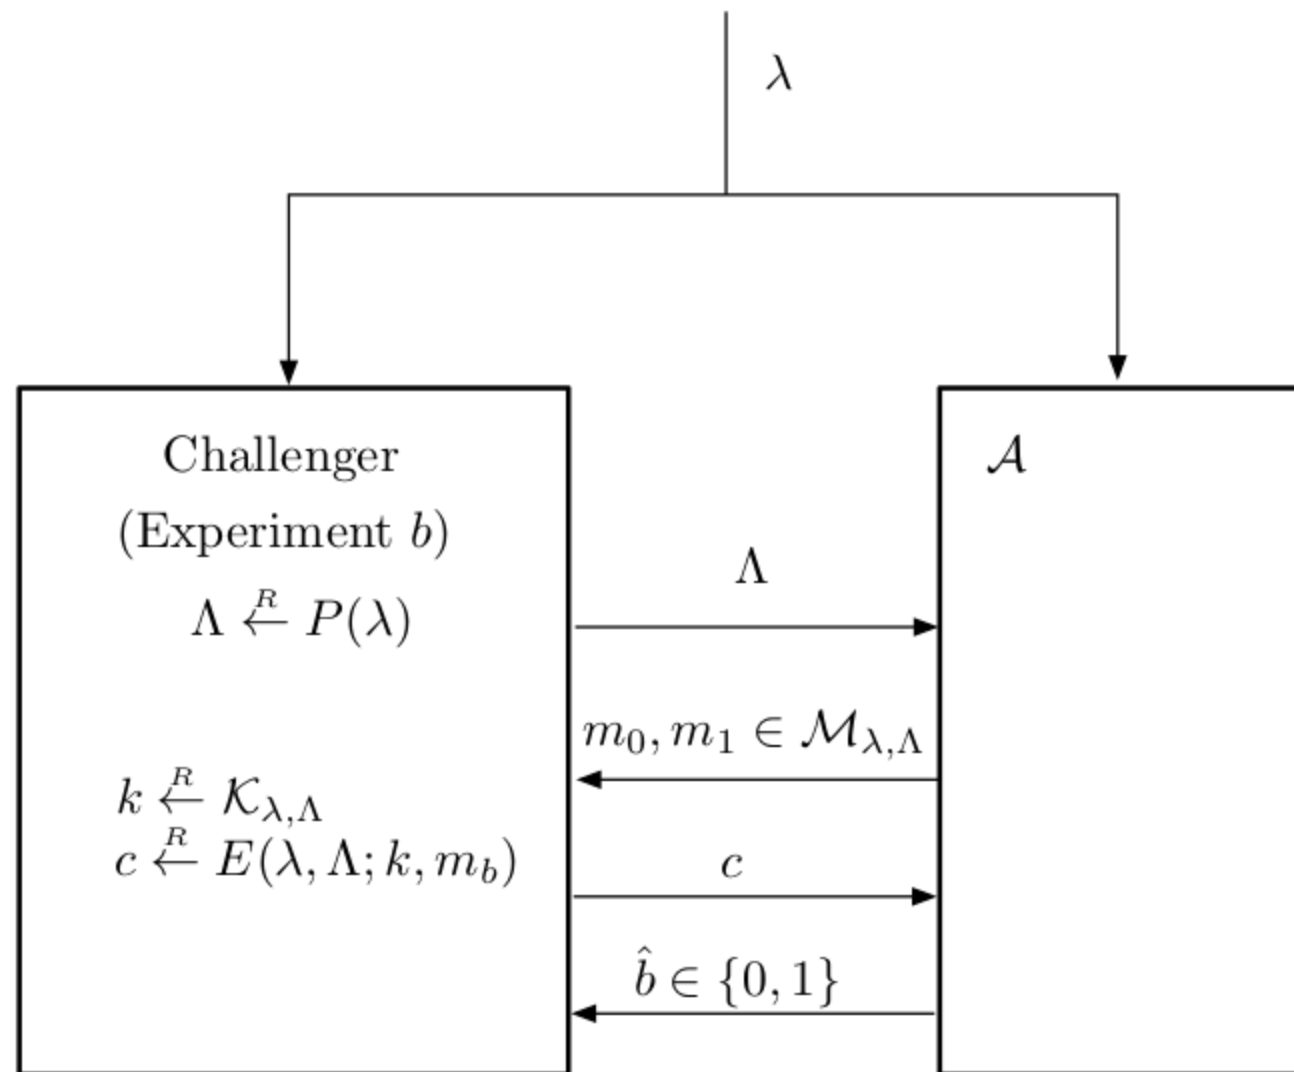 λ
Challenger
(Experiment b)
𝒜
Λ
Λ ←ᴿ P(λ)
m₀, m₁ ∈ ℳ_{λ,Λ}
k ←ᴿ 𝒦_{λ,Λ}
c ←ᴿ E(λ, Λ; k, m_b)
c
b̂ ∈ {0, 1}